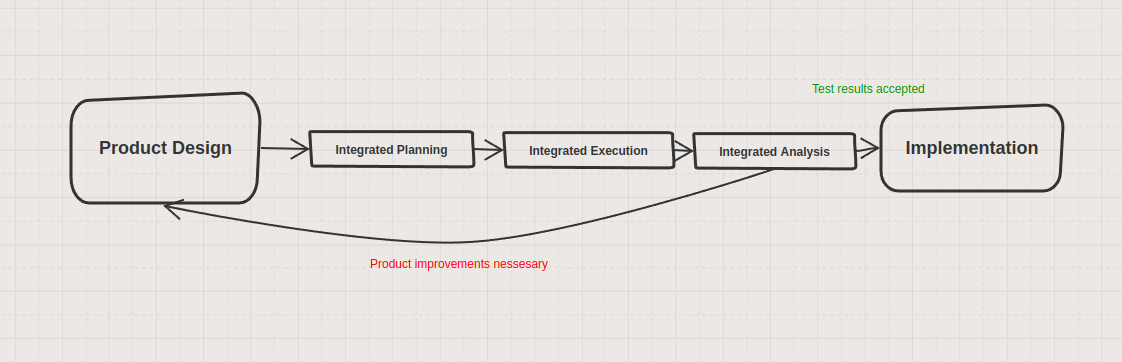 Test results accepted
Product Design
Integrated Planning
Integrated Execution
Integrated Analysis
Implementation
Product improvements nessesary